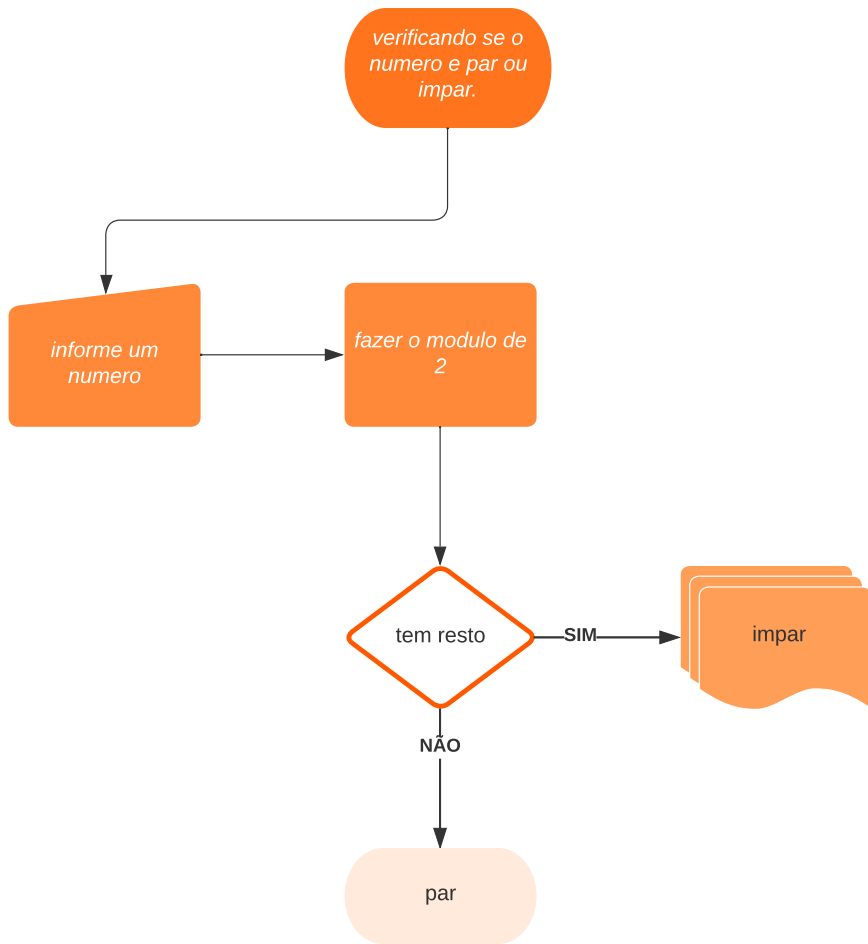 verificando se o
numero e par ou
impar.
informe um
numero
fazer o modulo de
2
tem resto
SIM
impar
NÃO
par